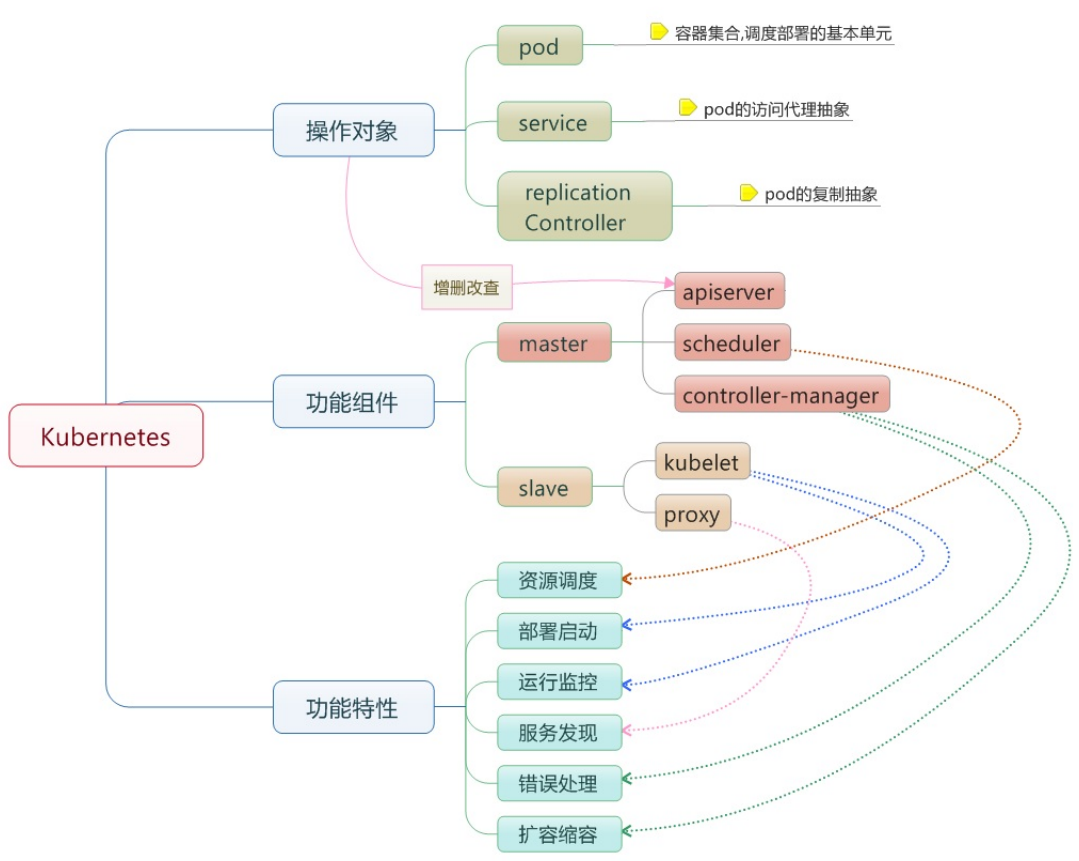 pod
容器集合,调度部署的基本单元
操作对象
service
pod的访问代理抽象
replication
Controller
pod的复制抽象
增删改查
apiserver
master
scheduler
controller-manager
功能组件
Kubernetes
kubelet
slave
proxy
资源调度
部署启动
运行监控
功能特性
服务发现
错误处理
扩容缩容